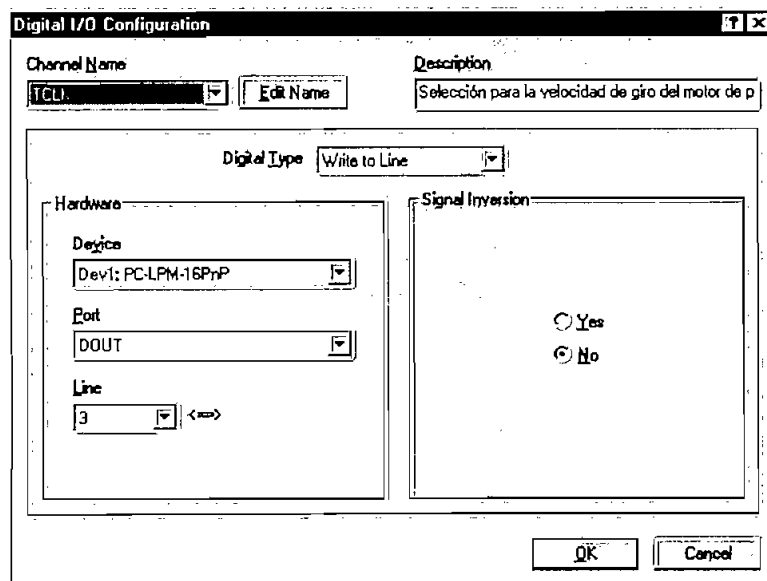 Digital I/O Configuration
Channel Name
Edit Name
Description
Selección para la velocidad de giro del motor de p
Digital Type
Write to Line
Hardware
Signal Inversion
Device
Dev1: PC-LPM-16PnP
Port
DOUT
Line
3
<==>
Yes
No
OK
Cancel